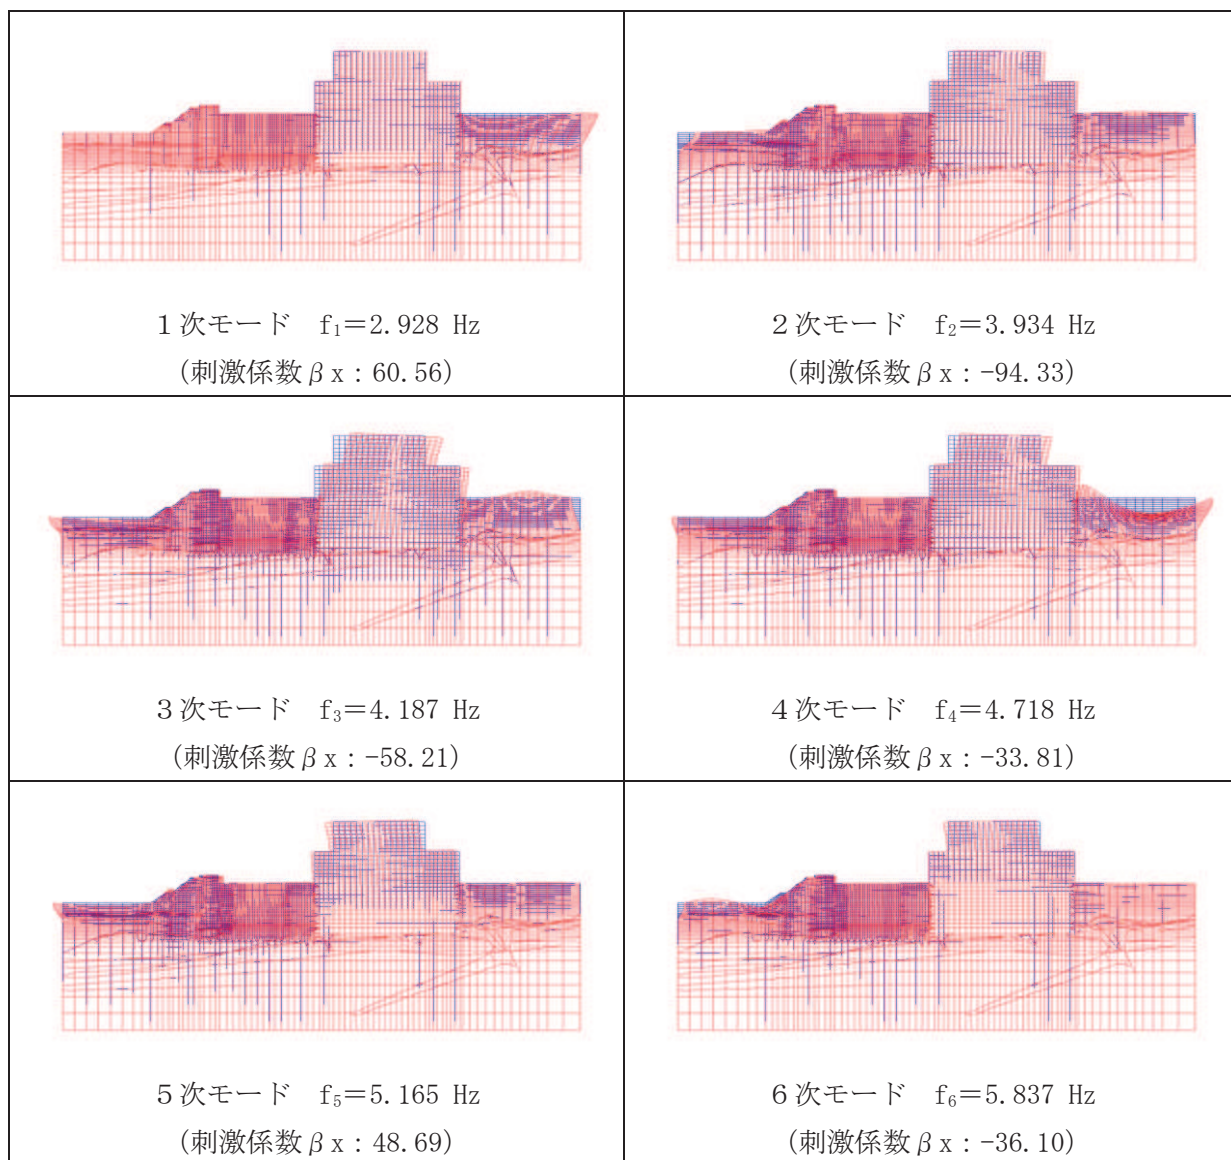 1次モード f₁=2.928 Hz
(刺激係数βx:60.56)
2次モード f₂=3.934 Hz
(刺激係数βx:-94.33)
3次モード f₃=4.187 Hz
(刺激係数βx:-58.21)
4次モード f₄=4.718 Hz
(刺激係数βx:-33.81)
5次モード f₅=5.165 Hz
(刺激係数βx:48.69)
6次モード f₆=5.837 Hz
(刺激係数βx:-36.10)